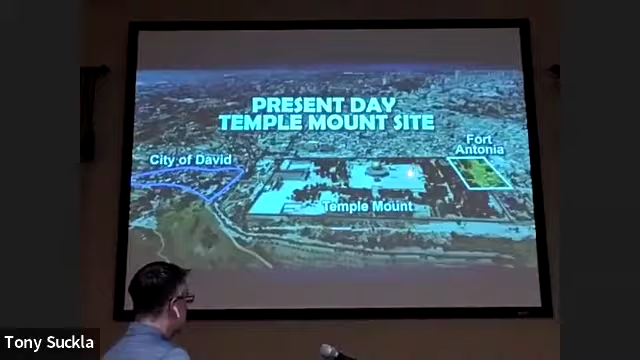 PRESENT DAY
TEMPLE MOUNT SITE
City of David
Fort
Antonia
Temple Mount
Tony Suckla